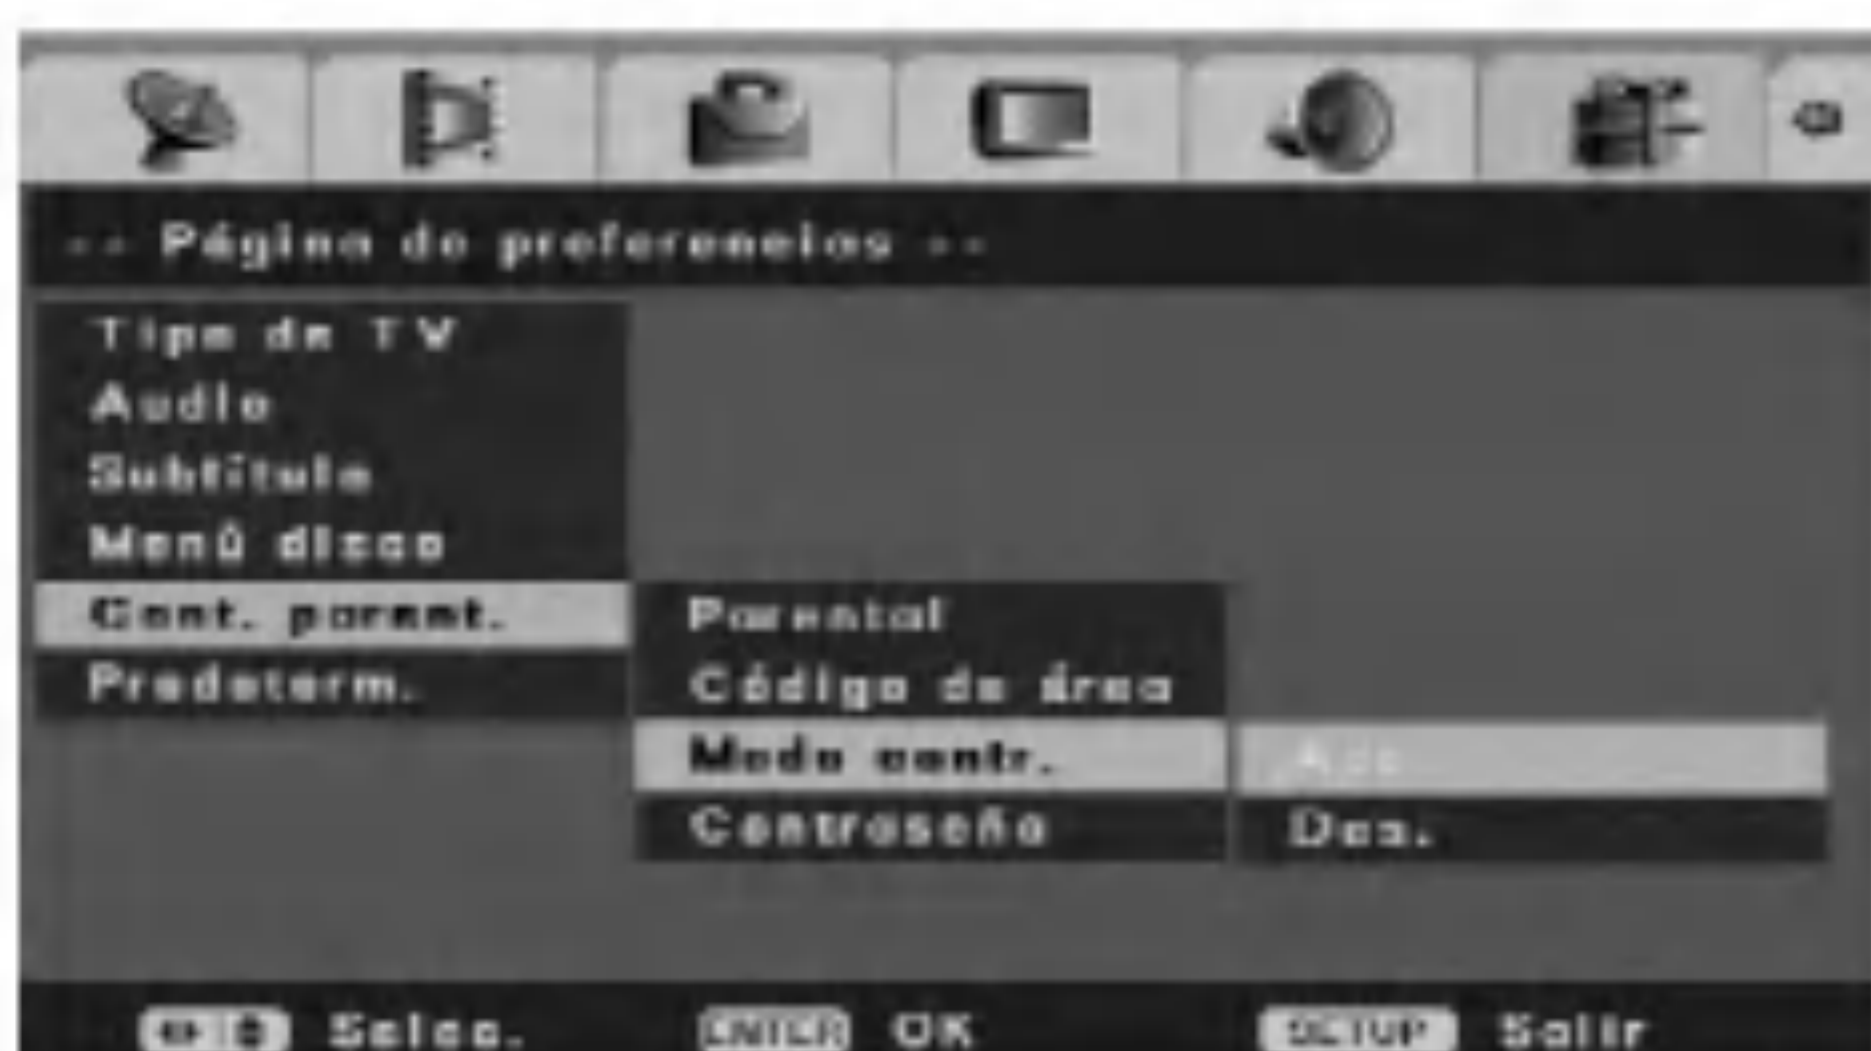 -- Página de preferencias --
Tipo de TV
Audio
Subtítulo
Menú disco
Cont. parent.
Predeterm.
Parental
Código de área
Modo contr.
Contraseña
Act.
Des.
Selec.
ENTER OK
SETUP Salir